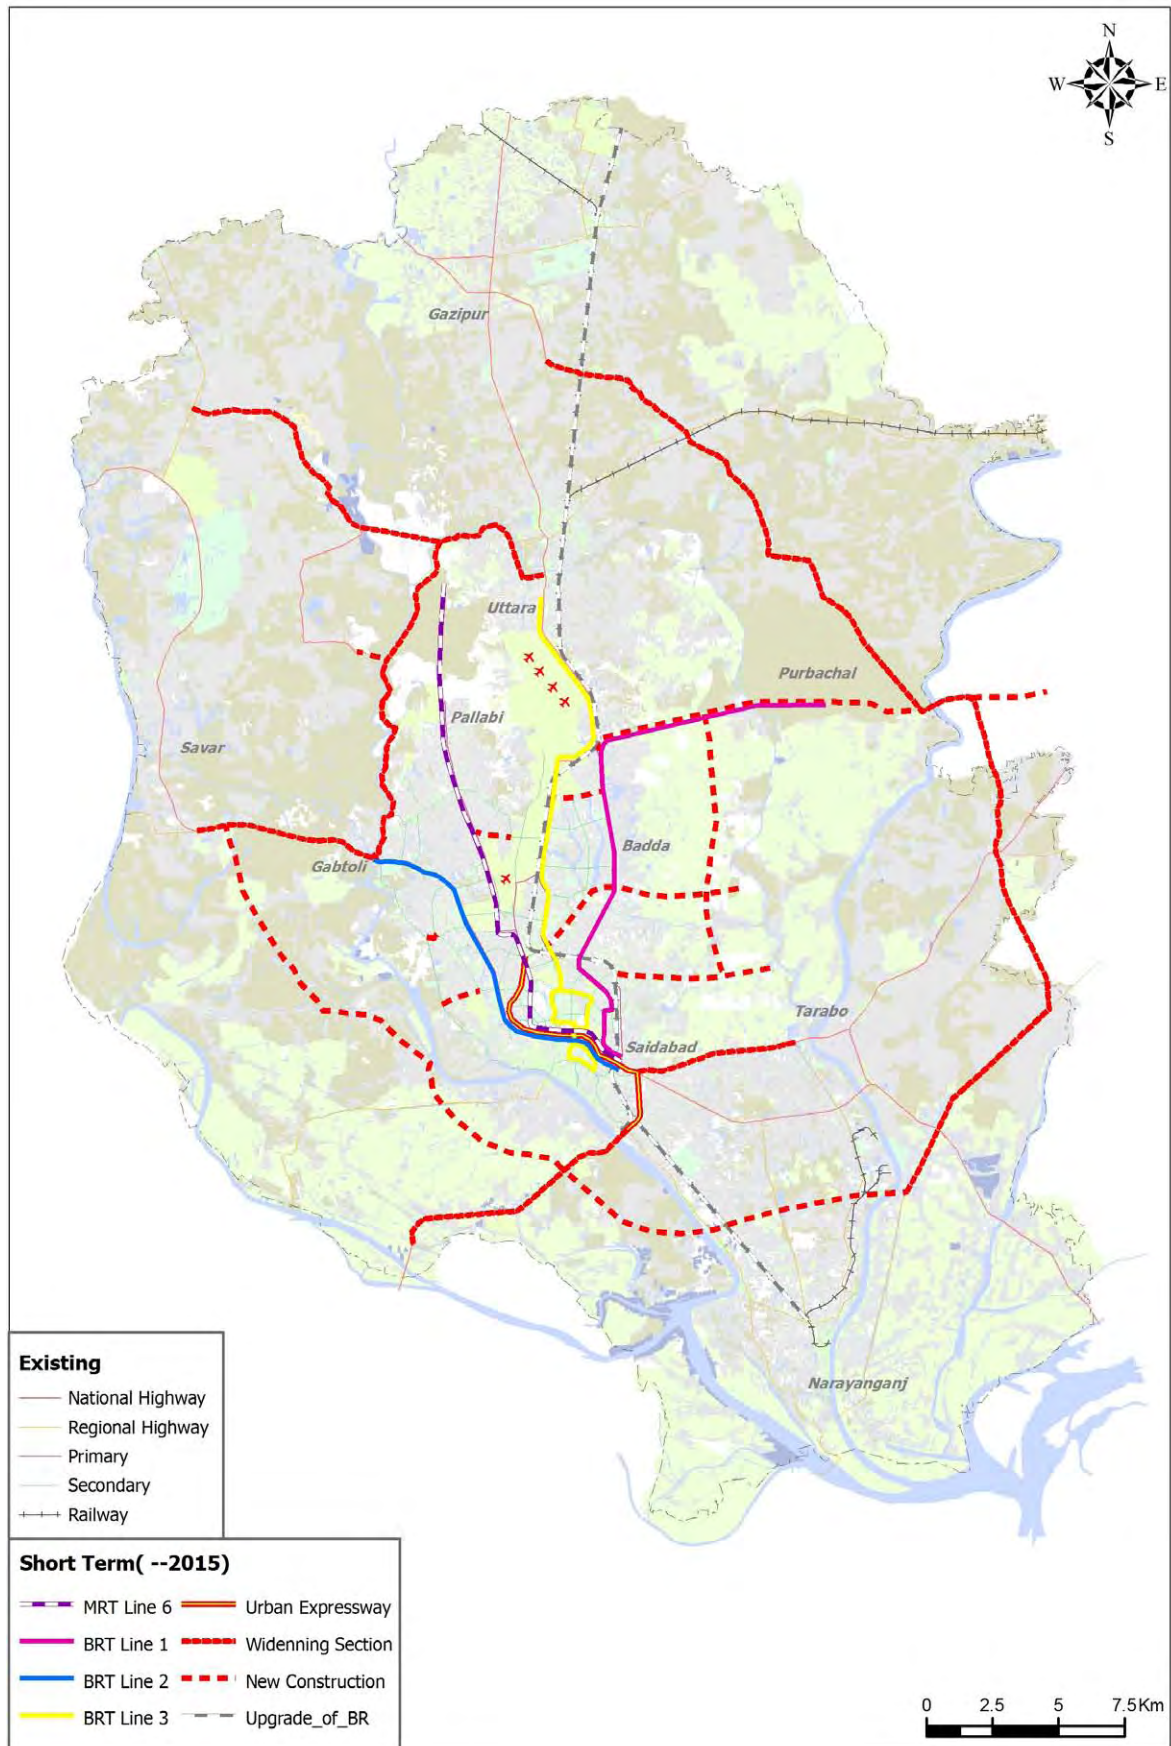 N
W E
S
Gazipur
Uttara
Purbachal
Pallabi
Savar
Badda
Gabtoli
Tarabo
Saidabad
Narayanganj
Existing
National Highway
Regional Highway
Primary
Secondary
Railway
Short Term( --2015)
MRT Line 6 Urban Expressway
BRT Line 1 Widenning Section
BRT Line 2 New Construction
BRT Line 3 Upgrade_of_BR
0 2.5 5 7.5Km